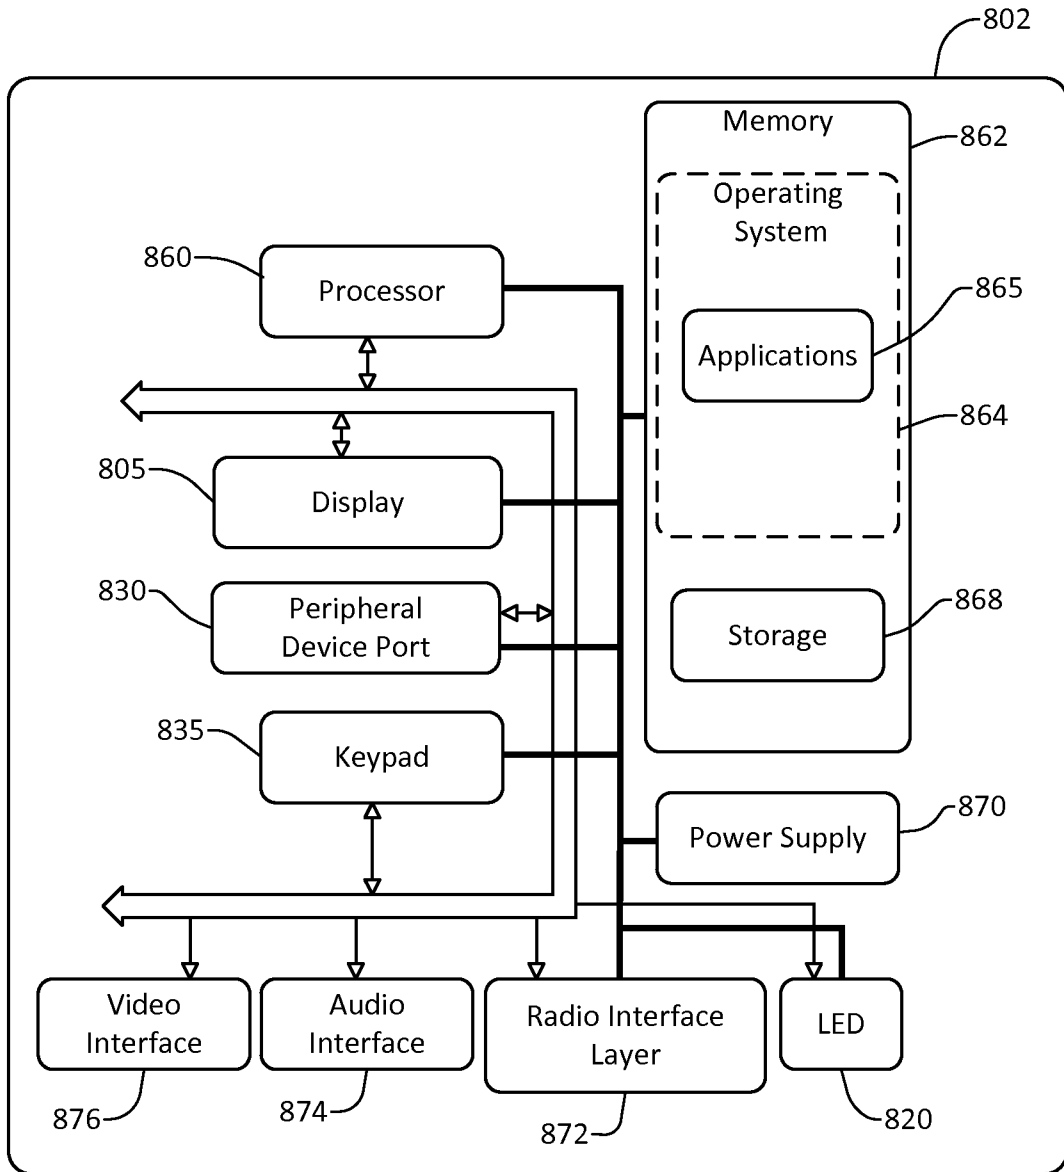 802
Memory
862
Operating
System
860
Processor
865
Applications
864
805
Display
830
Peripheral
Device Port
868
Storage
835
Keypad
870
Power Supply
Video
Interface
Audio
Interface
Radio Interface
Layer
LED
876
874
872
820